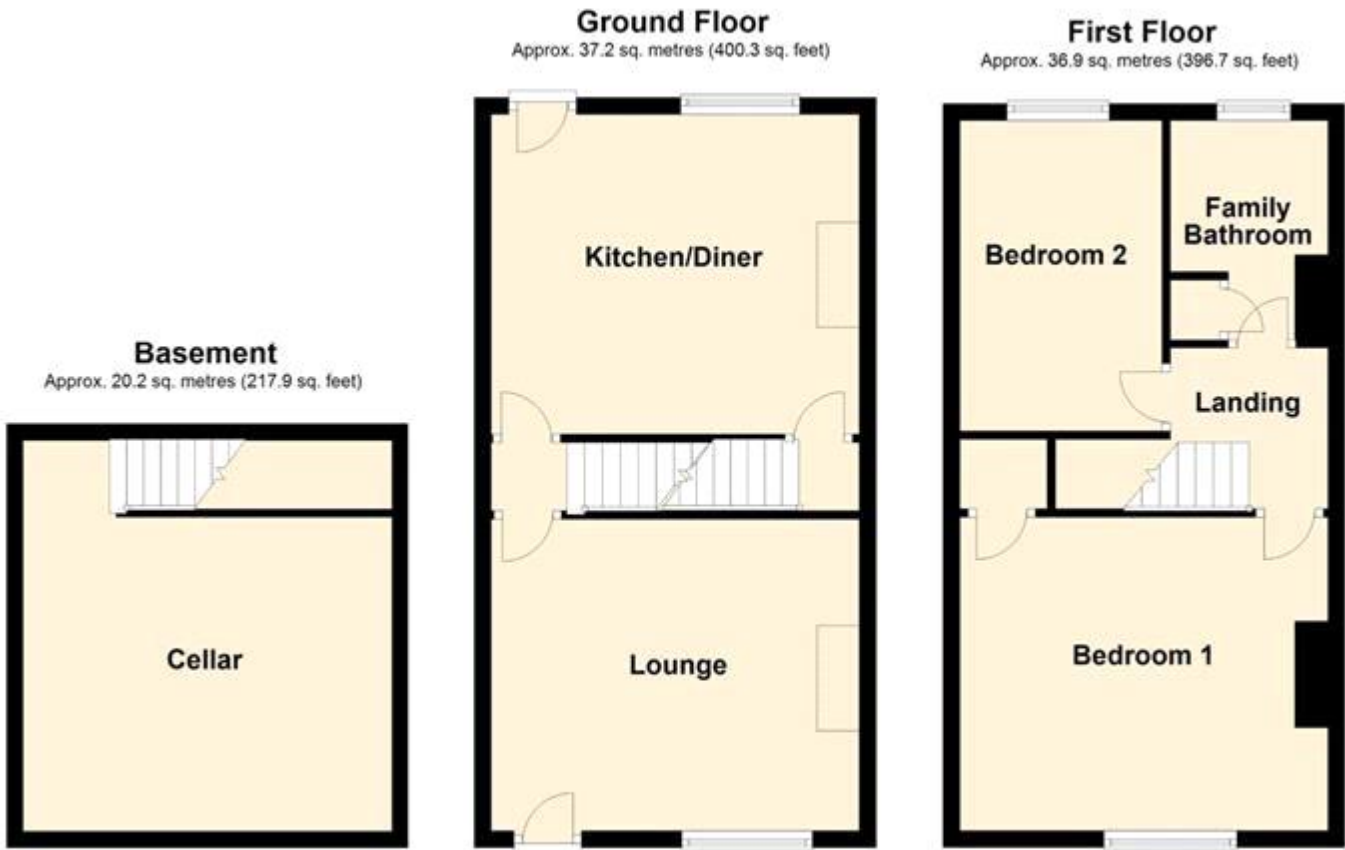 Basement
Approx. 20.2 sq. metres (217.9 sq. feet)
Cellar
Ground Floor
Approx. 37.2 sq. metres (400.3 sq. feet)
Kitchen/Diner
Lounge
First Floor
Approx. 36.9 sq. metres (396.7 sq. feet)
Bedroom 2
Family
Bathroom
Landing
Bedroom 1